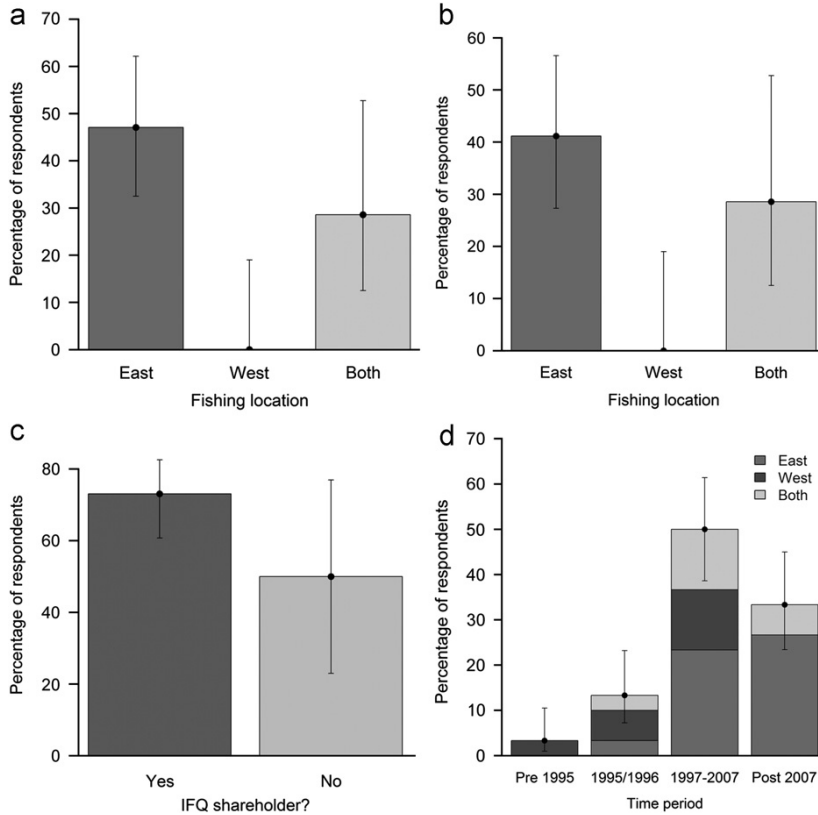 a
Percentage of respondents
70
60
50
40
30
20
10
0
East West Both
Fishing location
b
Percentage of respondents
60
50
40
30
20
10
0
East West Both
Fishing location
c
Percentage of respondents
80
60
40
20
0
Yes No
IFQ shareholder?
d
Percentage of respondents
70
60
50
40
30
20
10
0
East
West
Both
Pre 1995 1995/1996 1997-2007 Post 2007
Time period